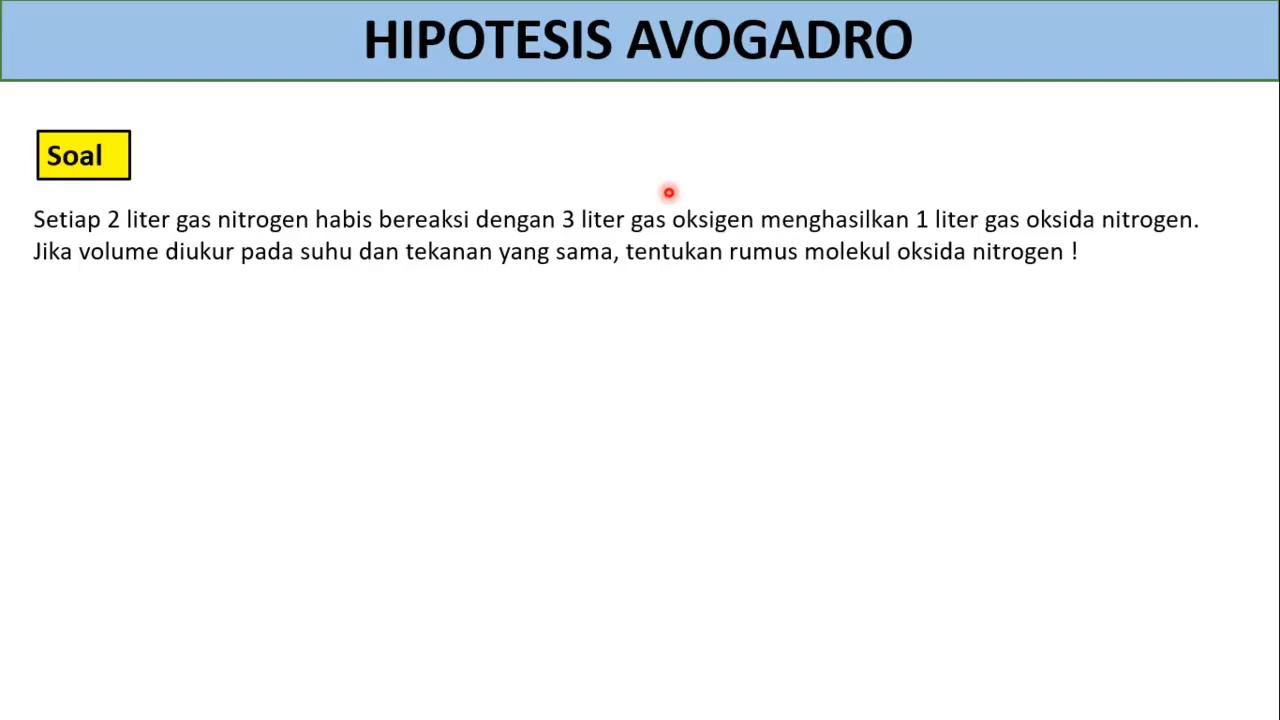 HIPOTESIS AVOGADRO
Soal
Setiap 2 liter gas nitrogen habis bereaksi dengan 3 liter gas oksigen menghasilkan 1 liter gas oksida nitrogen.
Jika volume diukur pada suhu dan tekanan yang sama, tentukan rumus molekul oksida nitrogen !